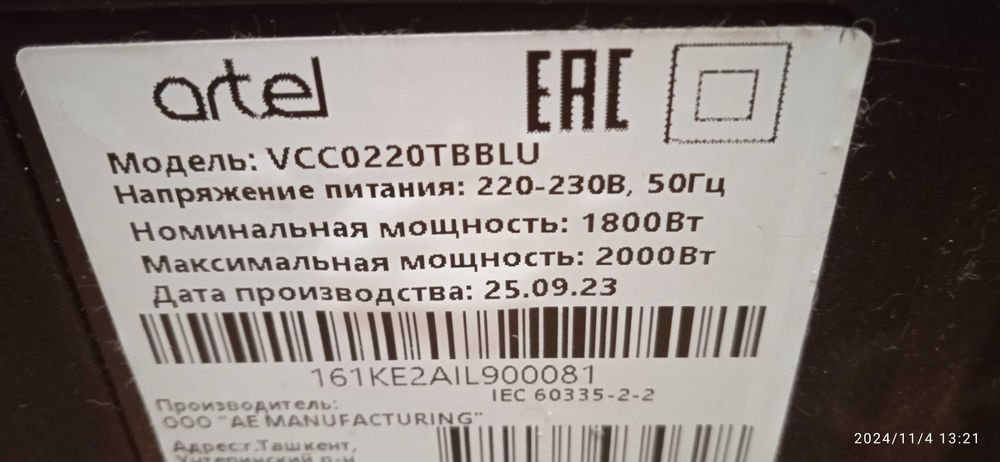 artel EAC
Модель: VCC0220TBBLU
Напряжение питания: 220-230В, 50Гц
Номинальная мощность: 1800Вт
Максимальная мощность: 2000Вт
Дата производства: 25.09.23
161KE2AIL900081
IEC 60335-2-2
Производитель:
ООО "AE MANUFACTURING"
Адрес:г.Ташкент,
2024/11/4 13:21